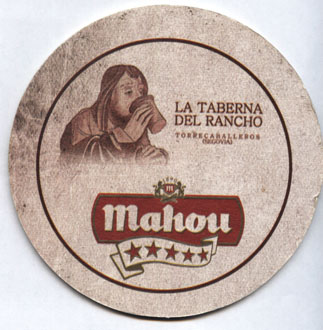 LA TABERNA
DEL RANCHO
TORRECABALLEROS
(SEGOVIA)
m
mahou